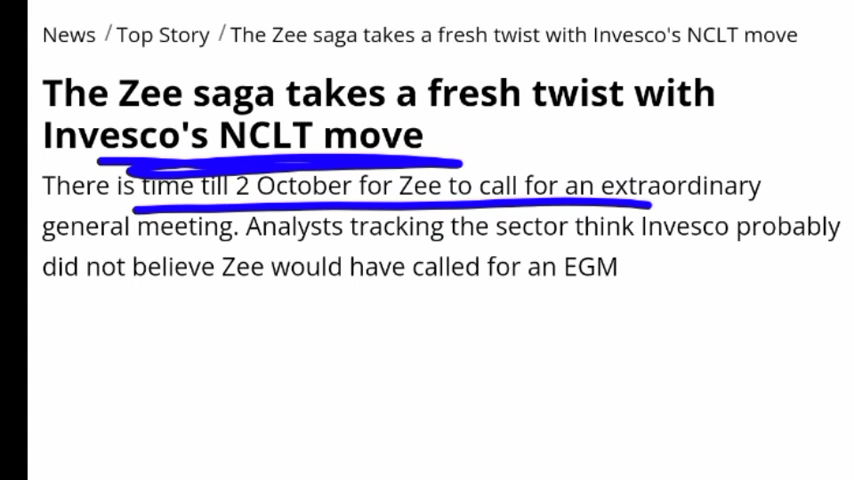 News / Top Story / The Zee saga takes a fresh twist with Invesco's NCLT move
The Zee saga takes a fresh twist with
Invesco's NCLT move
There is time till 2 October for Zee to call for an extraordinary
general meeting. Analysts tracking the sector think Invesco probably
did not believe Zee would have called for an EGM